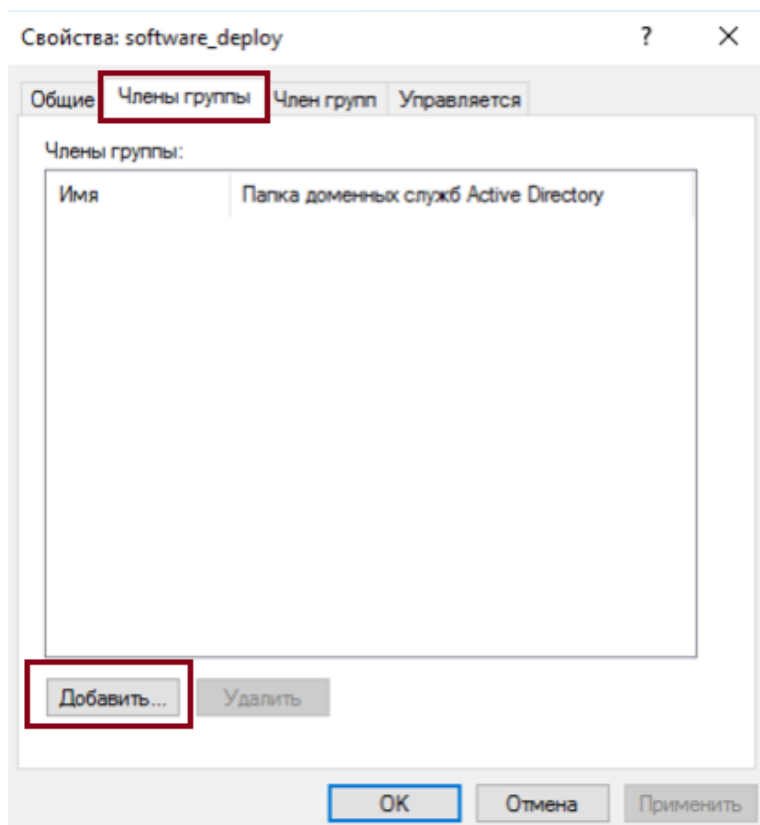 Свойства: software_deploy ? ×
Общие Члены группы Член групп Управляется
Члены группы:
Имя Папка доменных служб Active Directory
Добавить... Удалить
ОК Отмена Применить